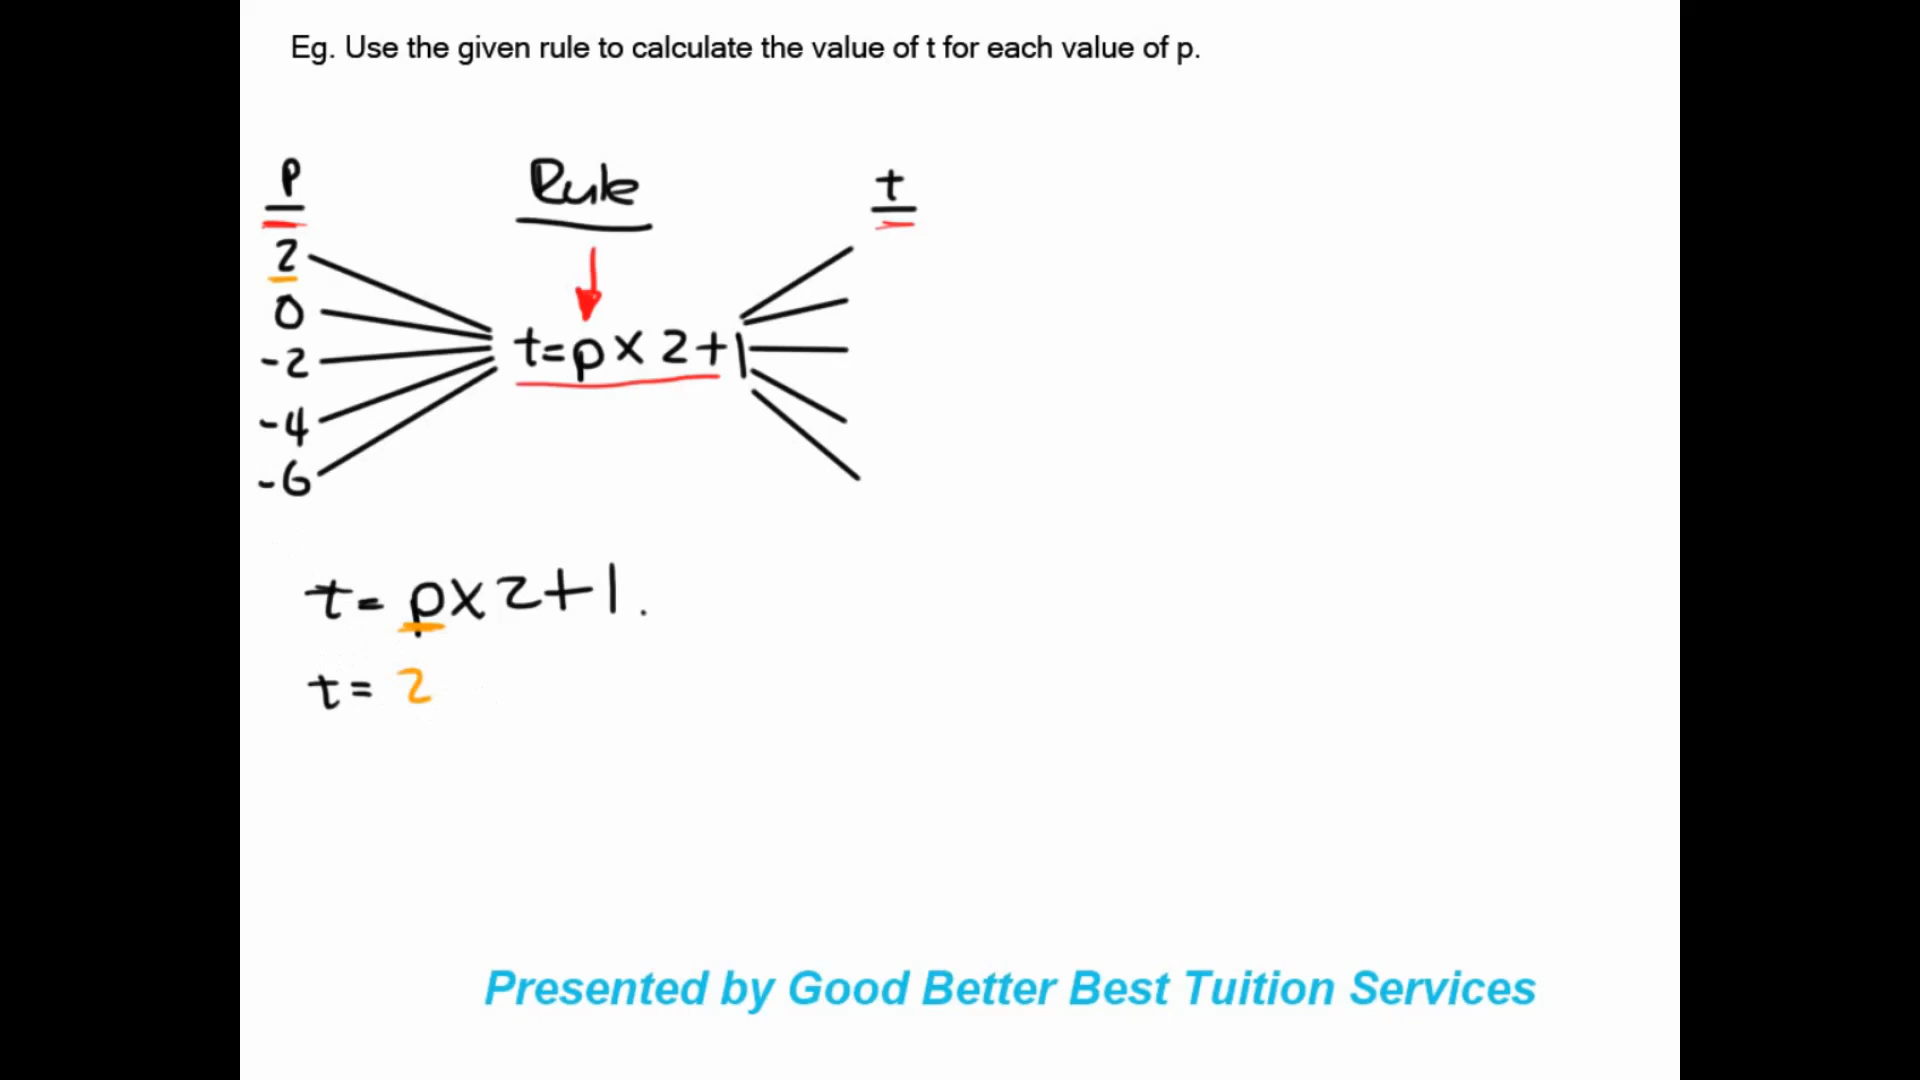 Eg. Use the given rule to calculate the value of t for each value of p.
p Rule t
2
0
-2 t=p×2+1
-4
-6
t=p×2+1.
t=2
Presented by Good Better Best Tuition Services